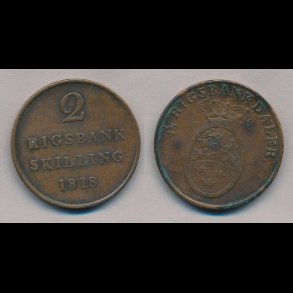 2
RIGSBANK
SKILLING
1818
RIGSBANKDALER.